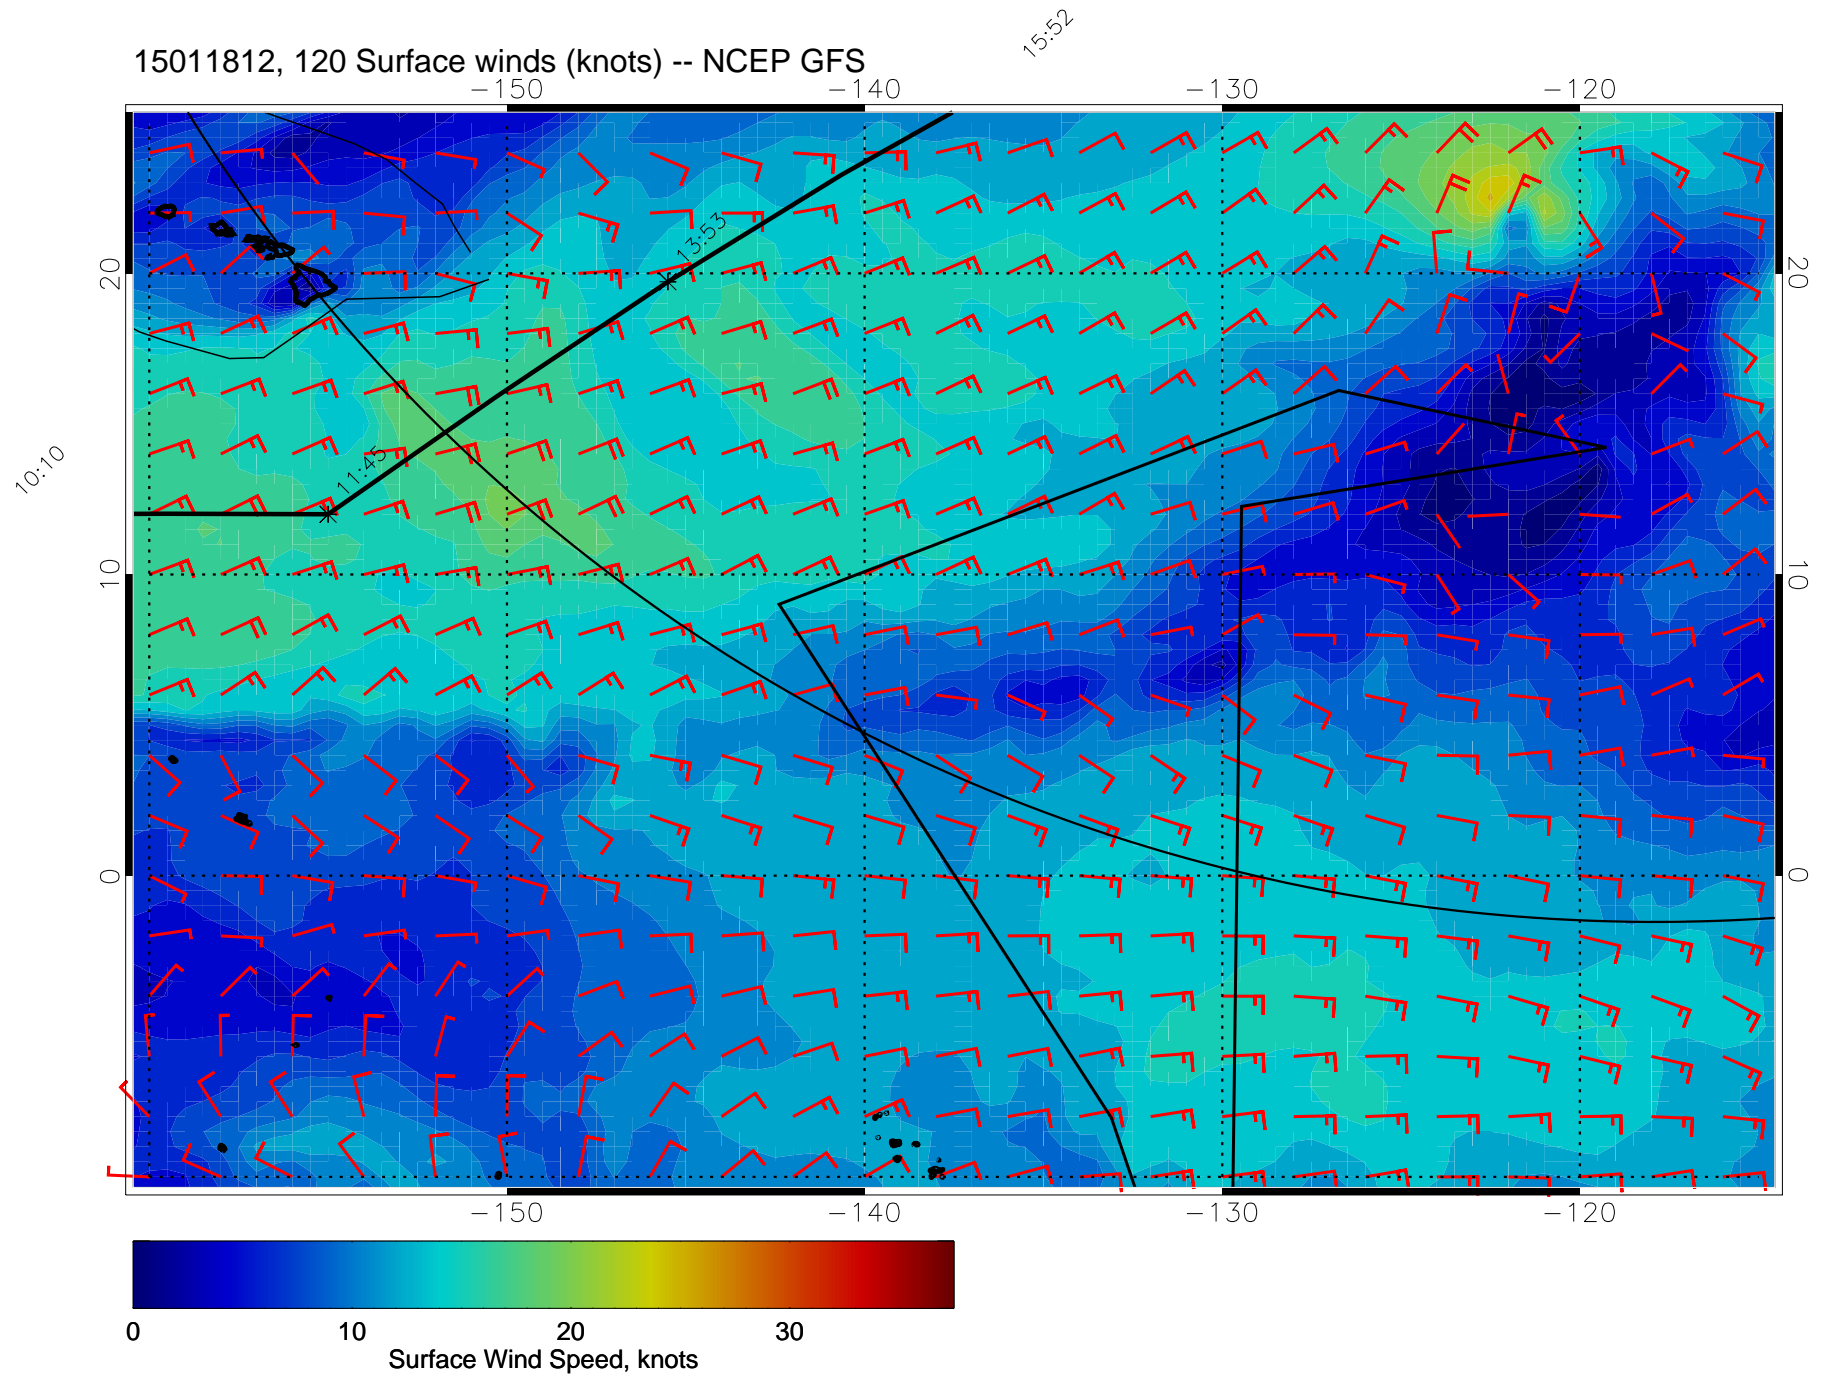 15:52
15011812, 120 Surface winds (knots) -- NCEP GFS
-150 -140 -130 -120
20 20
13:53
10:10
11:45
10 10
0 0
-150 -140 -130 -120
0 10 20 30
Surface Wind Speed, knots